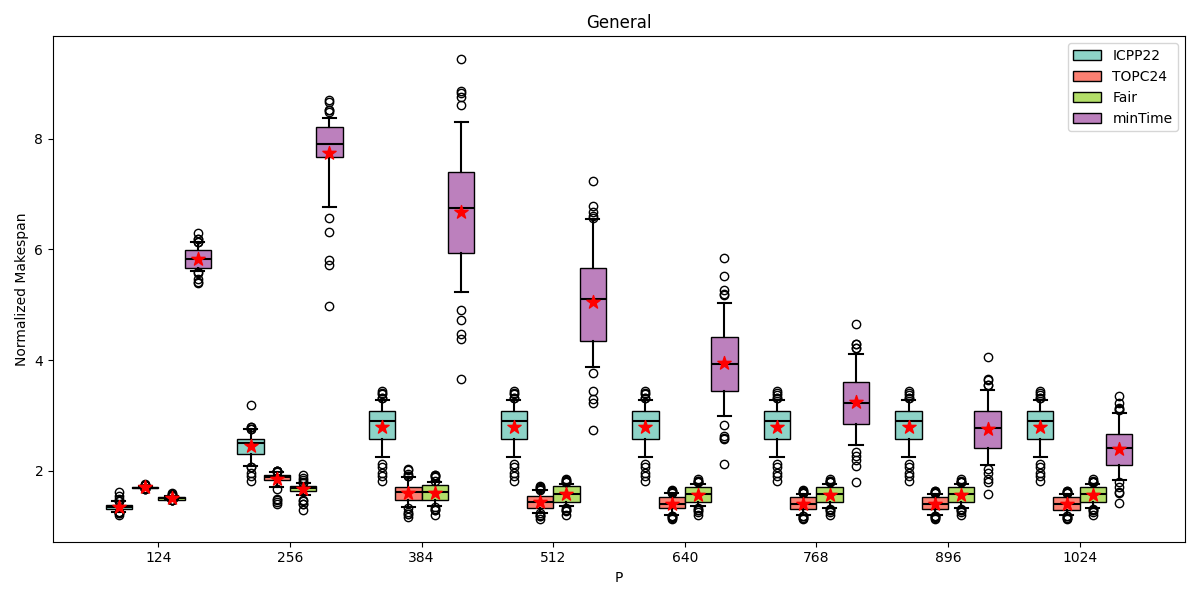 General
ICPP22
TOPC24
Fair
minTime
Normalized Makespan
8
6
4
2
124 256 384 512 640 768 896 1024
P